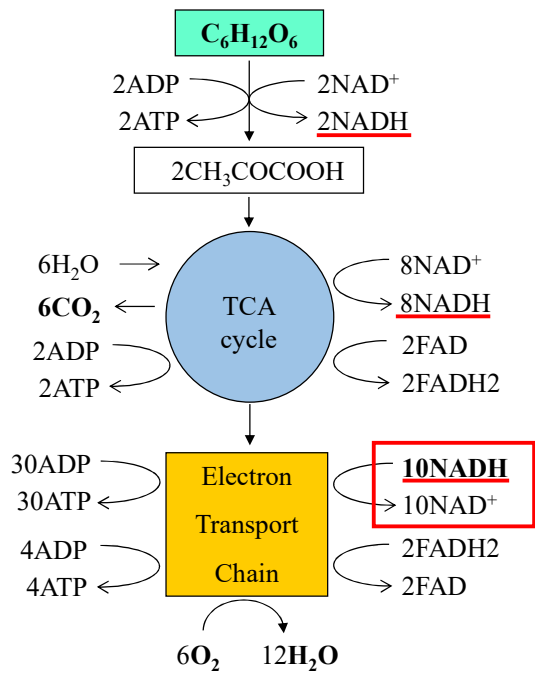 C₆H₁₂O₆
2ADP
2NAD⁺
2ATP
2NADH
2CH₃COCOOH
6H₂O
8NAD⁺
6CO₂
TCA
8NADH
cycle
2ADP
2FAD
2ATP
2FADH2
30ADP
Electron
10NADH
30ATP
Transport
10NAD⁺
4ADP
Chain
2FADH2
4ATP
2FAD
6O₂
12H₂O